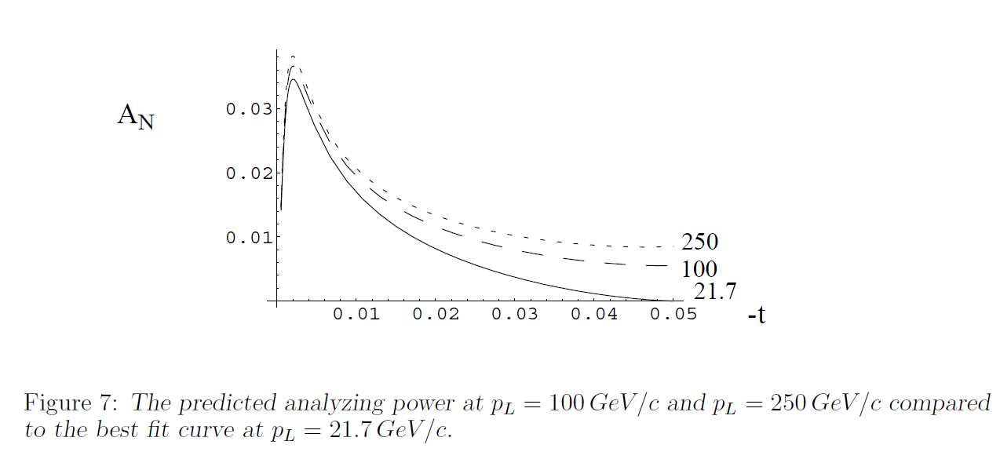 A_N
0.03
0.02
0.01
250
100
21.7
0.01 0.02 0.03 0.04 0.05
-t
Figure 7: The predicted analyzing power at p_L = 100 GeV/c and p_L = 250 GeV/c compared
to the best fit curve at p_L = 21.7 GeV/c.